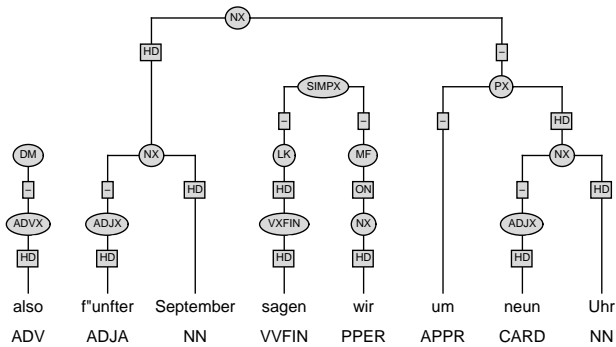 NX
HD –
SIMPX PX
– – – HD
DM NX LK MF NX
– – HD HD ON – HD
ADVX ADJX VXFIN NX ADJX
HD HD HD HD HD
also f"unfter September sagen wir um neun Uhr
ADV ADJA NN VVFIN PPER APPR CARD NN